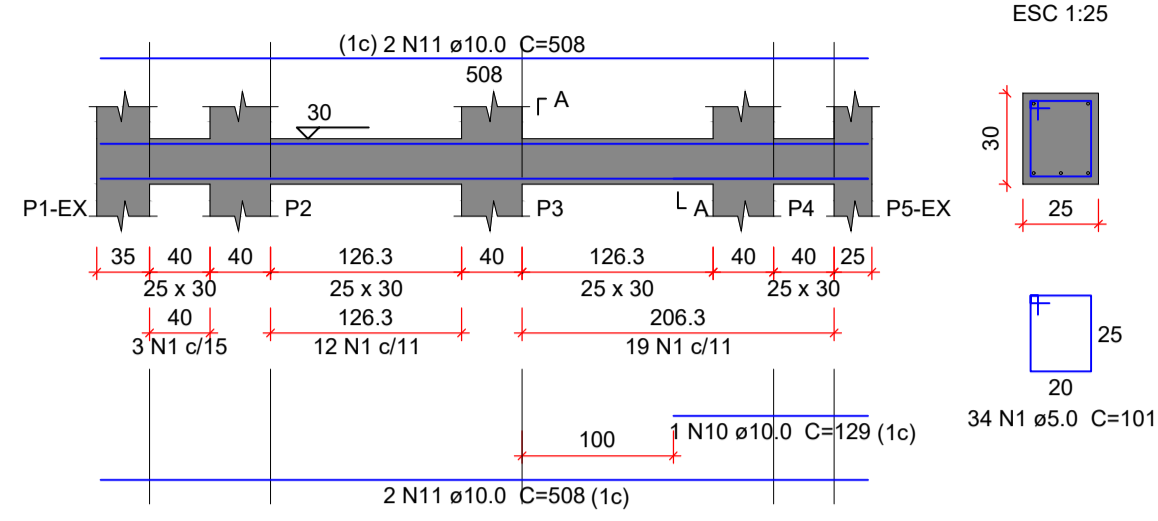 ESC 1:25
(1c) 2 N11 ø10.0 C=508
508
A
30
30
P1-EX
P2
P3
A
P4
P5-EX
25
35 40 40 126.3 40 126.3 40 40 25
25 x 30 25 x 30 25 x 30 25 x 30
40 126.3 206.3
3 N1 c/15 12 N1 c/11 19 N1 c/11
25
20
34 N1 ø5.0 C=101
1 N10 ø10.0 C=129 (1c)
100
2 N11 ø10.0 C=508 (1c)